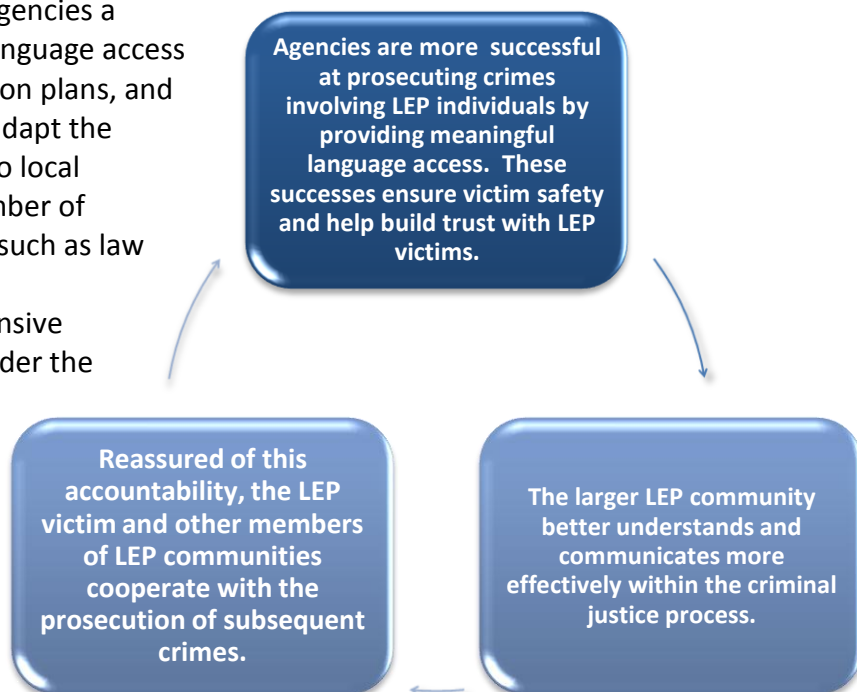 gencies a
nguage access
on plans, and
dapt the
o local
nber of
such as law
nsive
der the
Agencies are more successful
at prosecuting crimes
involving LEP individuals by
providing meaningful
language access. These
successes ensure victim safety
and help build trust with LEP
victims.
The larger LEP community
better understands and
communicates more
effectively within the criminal
justice process.
Reassured of this
accountability, the LEP
victim and other members
of LEP communities
cooperate with the
prosecution of subsequent
crimes.